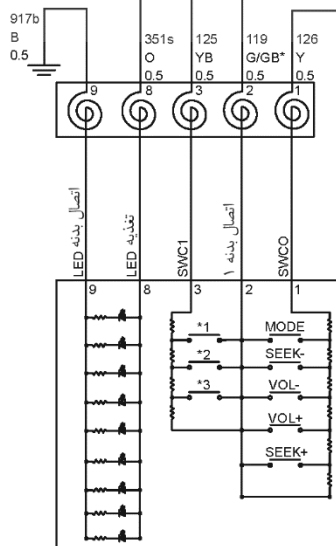 917b
B
0.5
351s
O
0.5
125
YB
0.5
119
G/GB*
0.5
126
Y
0.5
9
8
3
2
1
LED اتصال بدنه
LED تغذیه
SWC1
اتصال بدنه ۱
SWC0
9
8
3
2
1
*1
MODE
*2
SEEK-
*3
VOL-
VOL+
SEEK+